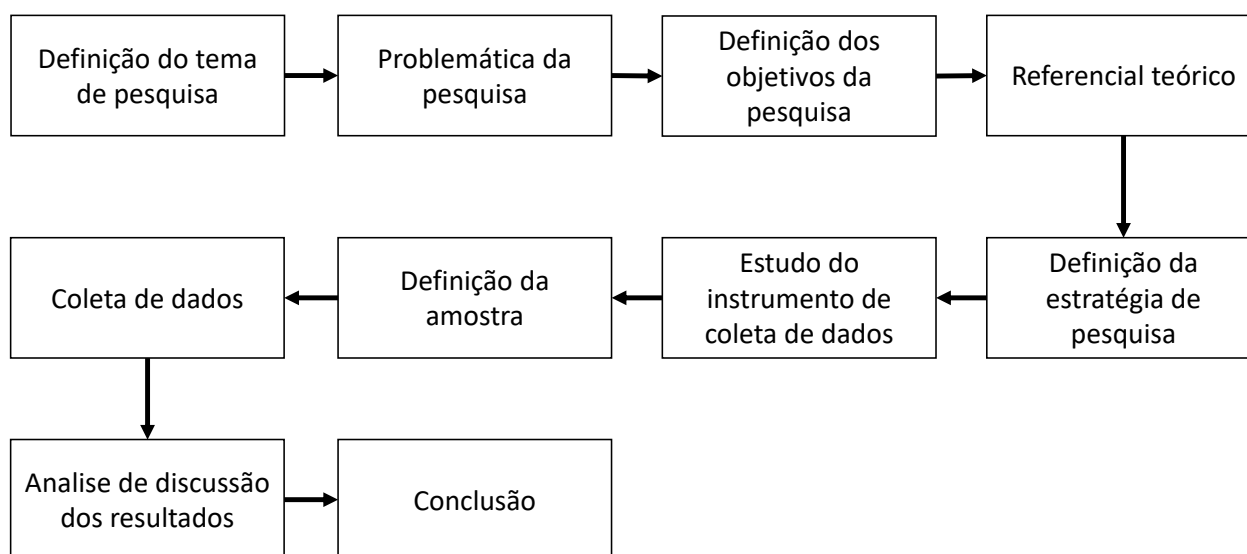 Definição do tema
de pesquisa
Problemática da
pesquisa
Definição dos
objetivos da
pesquisa
Referencial teórico
Definição da
estratégia de
pesquisa
Estudo do
instrumento de
coleta de dados
Definição da
amostra
Coleta de dados
Analise de discussão
dos resultados
Conclusão